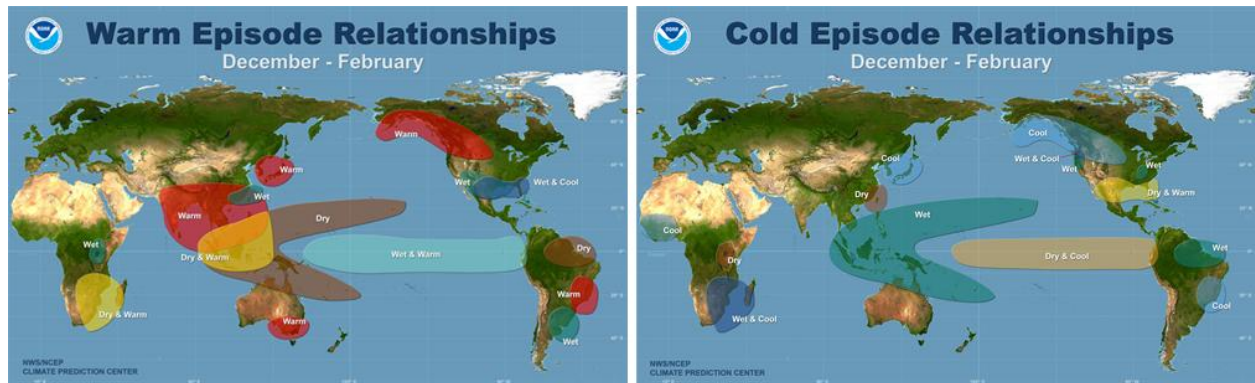 Warm Episode Relationships
December - February
Warm
Warm
Wet
Warm
Wet
Wet & Cool
Dry
Wet
Dry & Warm
Wet & Warm
Dry
Dry & Warm
Warm
Warm
Wet
NWS/NCEP
CLIMATE PREDICTION CENTER
Cold Episode Relationships
December - February
Cool
Wet & Cool
Cool
Wet
Wet
Dry
Dry & Warm
Wet
Cool
Dry
Dry & Cool
Wet
Wet & Cool
Cool
NWS/NCEP
CLIMATE PREDICTION CENTER